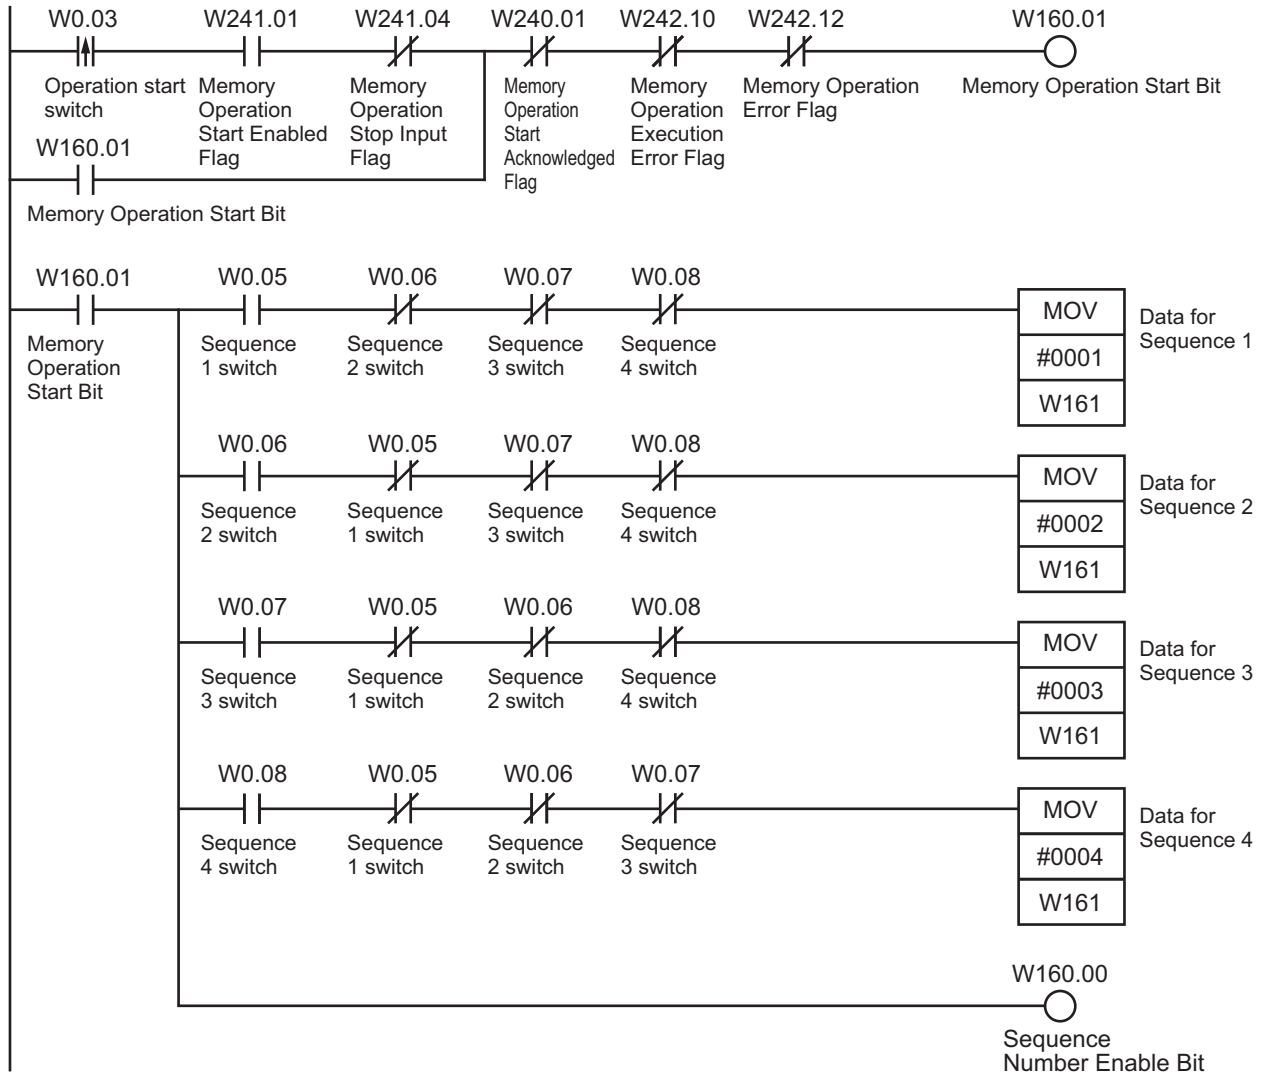 W0.03 W241.01 W241.04 W240.01 W242.10 W242.12 W160.01
Operation start
switch
Memory
Operation
Start Enabled
Flag
Memory
Operation
Stop Input
Flag
Memory
Operation
Start
Acknowledged
Flag
Memory
Operation
Execution
Error Flag
Memory Operation
Error Flag
Memory Operation Start Bit
W160.01
Memory Operation Start Bit
W160.01 W0.05 W0.06 W0.07 W0.08
Memory
Operation
Start Bit
Sequence
1 switch
Sequence
2 switch
Sequence
3 switch
Sequence
4 switch
MOV
#0001
W161
Data for
Sequence 1
W0.06 W0.05 W0.07 W0.08
Sequence
2 switch
Sequence
1 switch
Sequence
3 switch
Sequence
4 switch
MOV
#0002
W161
Data for
Sequence 2
W0.07 W0.05 W0.06 W0.08
Sequence
3 switch
Sequence
1 switch
Sequence
2 switch
Sequence
4 switch
MOV
#0003
W161
Data for
Sequence 3
W0.08 W0.05 W0.06 W0.07
Sequence
4 switch
Sequence
1 switch
Sequence
2 switch
Sequence
3 switch
MOV
#0004
W161
Data for
Sequence 4
W160.00
Sequence
Number Enable Bit